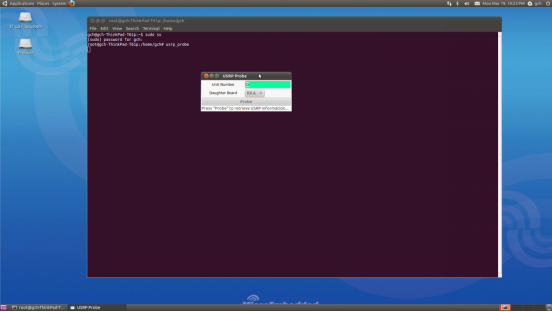 Applications Places System
Mon Mar 19, 10:23 PM
gch
root@gch-ThinkPad-T61p: /home/gch
File Edit View Search Terminal Help
gch@gch-ThinkPad-T61p:~$ sudo su
[sudo] password for gch:
root@gch-ThinkPad-T61p:/home/gch# usrp_probe
USRP Probe
Unit Number
Daughter Board
RX A
Probe
Press "Probe" to retrieve USRP information...
root@gch-ThinkPad-T61p: /...
USRP Probe